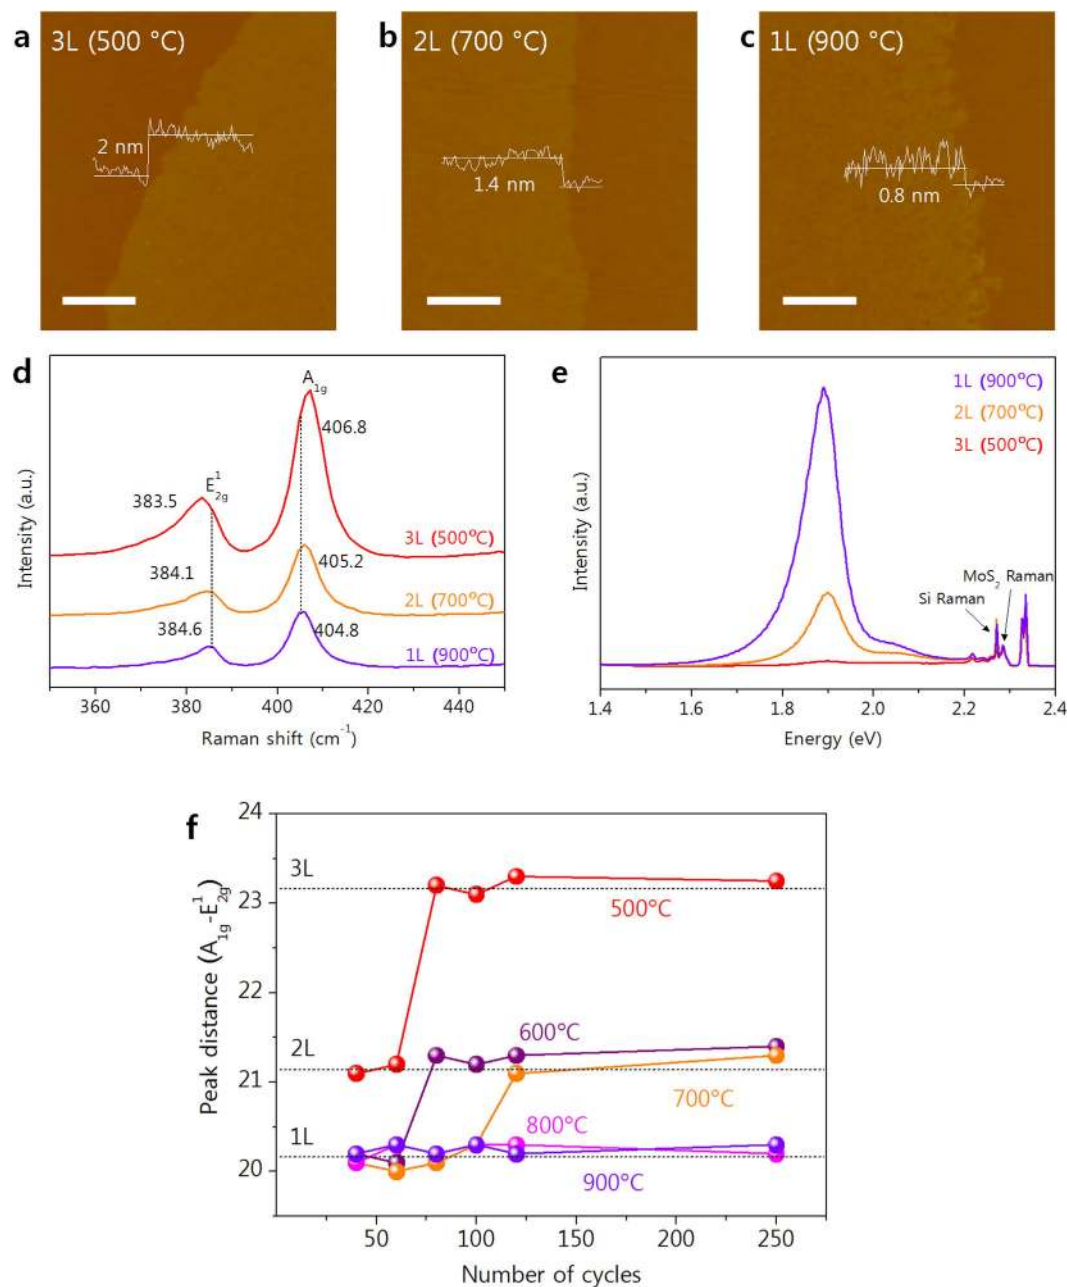 a
3L (500 °C)
2 nm
b
2L (700 °C)
1.4 nm
c
1L (900 °C)
0.8 nm
d
A1g
406.8
E¹2g
383.5
3L (500°C)
384.1
405.2
2L (700°C)
384.6
404.8
1L (900°C)
Intensity (a.u.)
360
380
400
420
440
Raman shift (cm⁻¹)
e
1L (900°C)
2L (700°C)
3L (500°C)
MoS₂ Raman
Si Raman
Intensity (a.u.)
1.4
1.6
1.8
2.0
2.2
2.4
Energy (eV)
f
24
23
22
21
20
Peak distance (A1g-E¹2g)
3L
500°C
600°C
2L
700°C
800°C
1L
900°C
50
100
150
200
250
Number of cycles